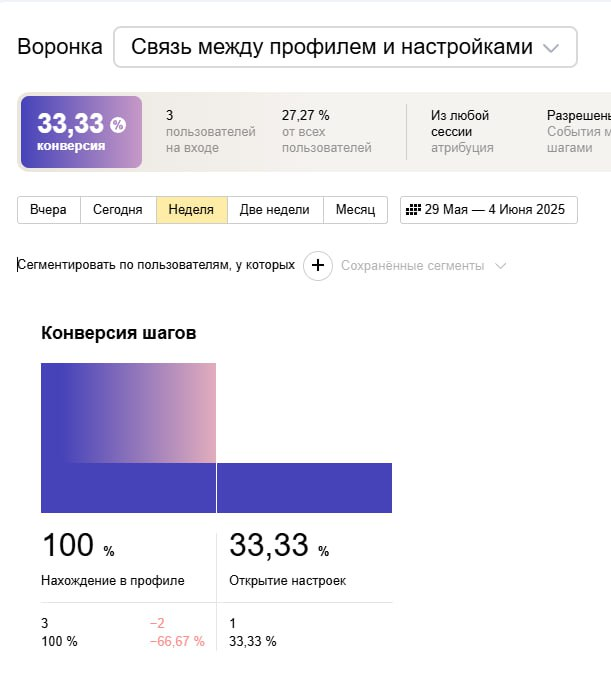 Воронка Связь между профилем и настройками
33,33 %
конверсия
3
пользователей
на входе
27,27 %
от всех
пользователей
Из любой
сессии
атрибуция
События
шагами
Вчера Сегодня Неделя Две недели Месяц 29 Мая — 4 Июня 2025
Сегментировать по пользователям, у которых + Сохранённые сегменты
Конверсия шагов
100 %
Нахождение в профиле
3 −2
100 % −66,67 %
33,33 %
Открытие настроек
1
33,33 %